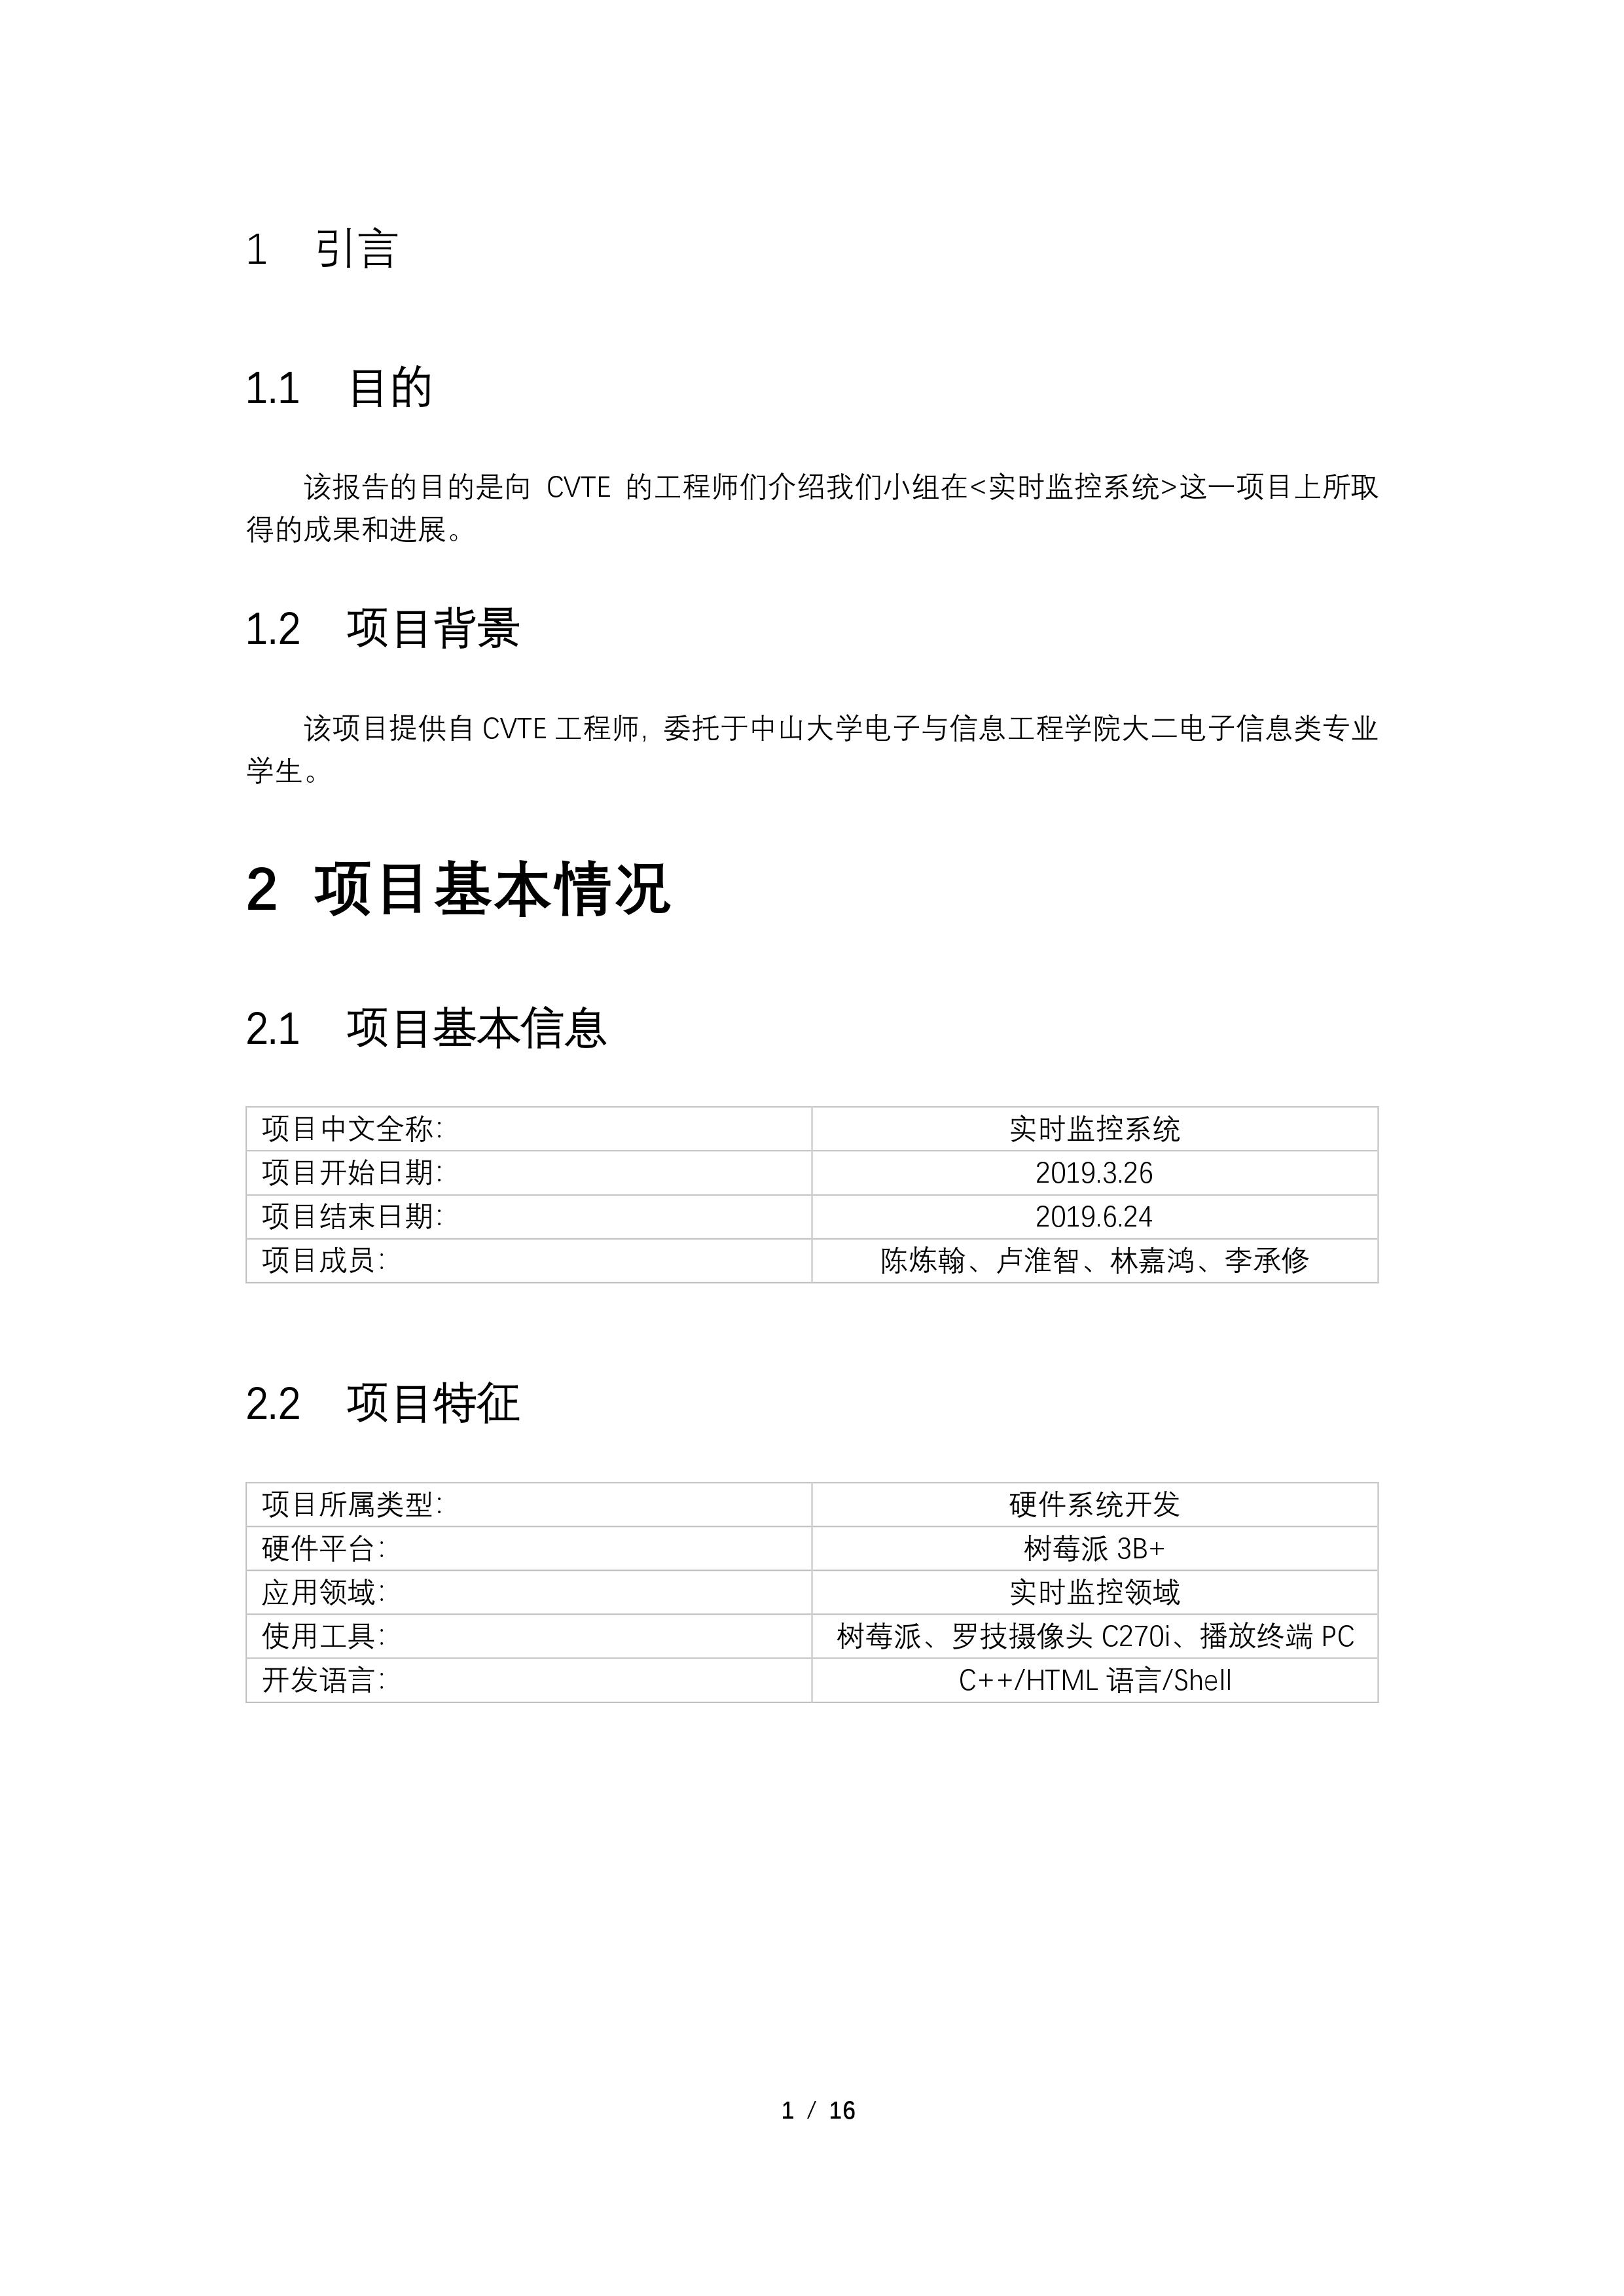 1 引言
1.1 目的
该报告的目的是向 CVTE 的工程师们介绍我们小组在<实时监控系统>这一项目上所取
得的成果和进展。
1.2 项目背景
该项目提供自 CVTE 工程师，委托于中山大学电子与信息工程学院大二电子信息类专业
学生。
2 项目基本情况
2.1 项目基本信息
项目中文全称： 实时监控系统
项目开始日期： 2019.3.26
项目结束日期： 2019.6.24
项目成员： 陈炼翰、卢淮智、林嘉鸿、李承修
2.2 项目特征
项目所属类型： 硬件系统开发
硬件平台： 树莓派 3B+
应用领域： 实时监控领域
使用工具： 树莓派、罗技摄像头 C270i、播放终端 PC
开发语言： C++/HTML 语言/Shell
1 / 16